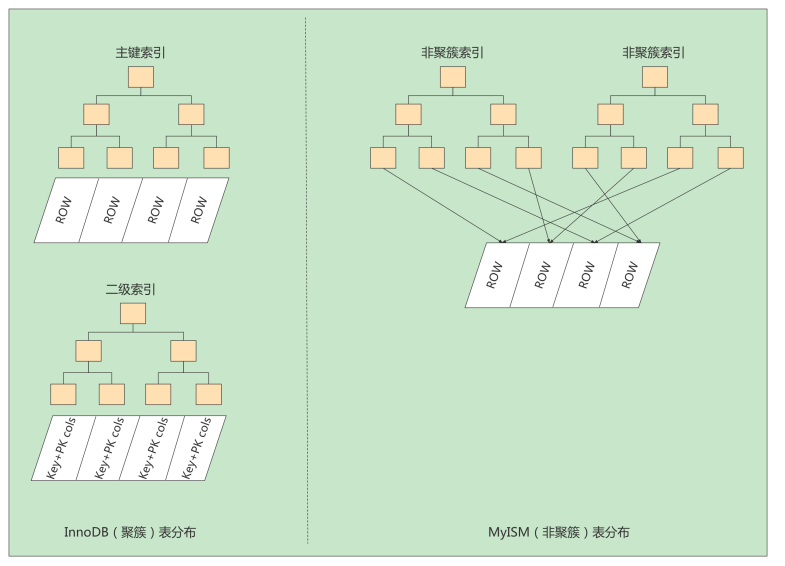 主键索引
ROW ROW ROW ROW
二级索引
Key+PK cols Key+PK cols Key+PK cols Key+PK cols
InnoDB（聚簇）表分布
非聚簇索引 非聚簇索引
ROW ROW ROW ROW
MyISM（非聚簇）表分布